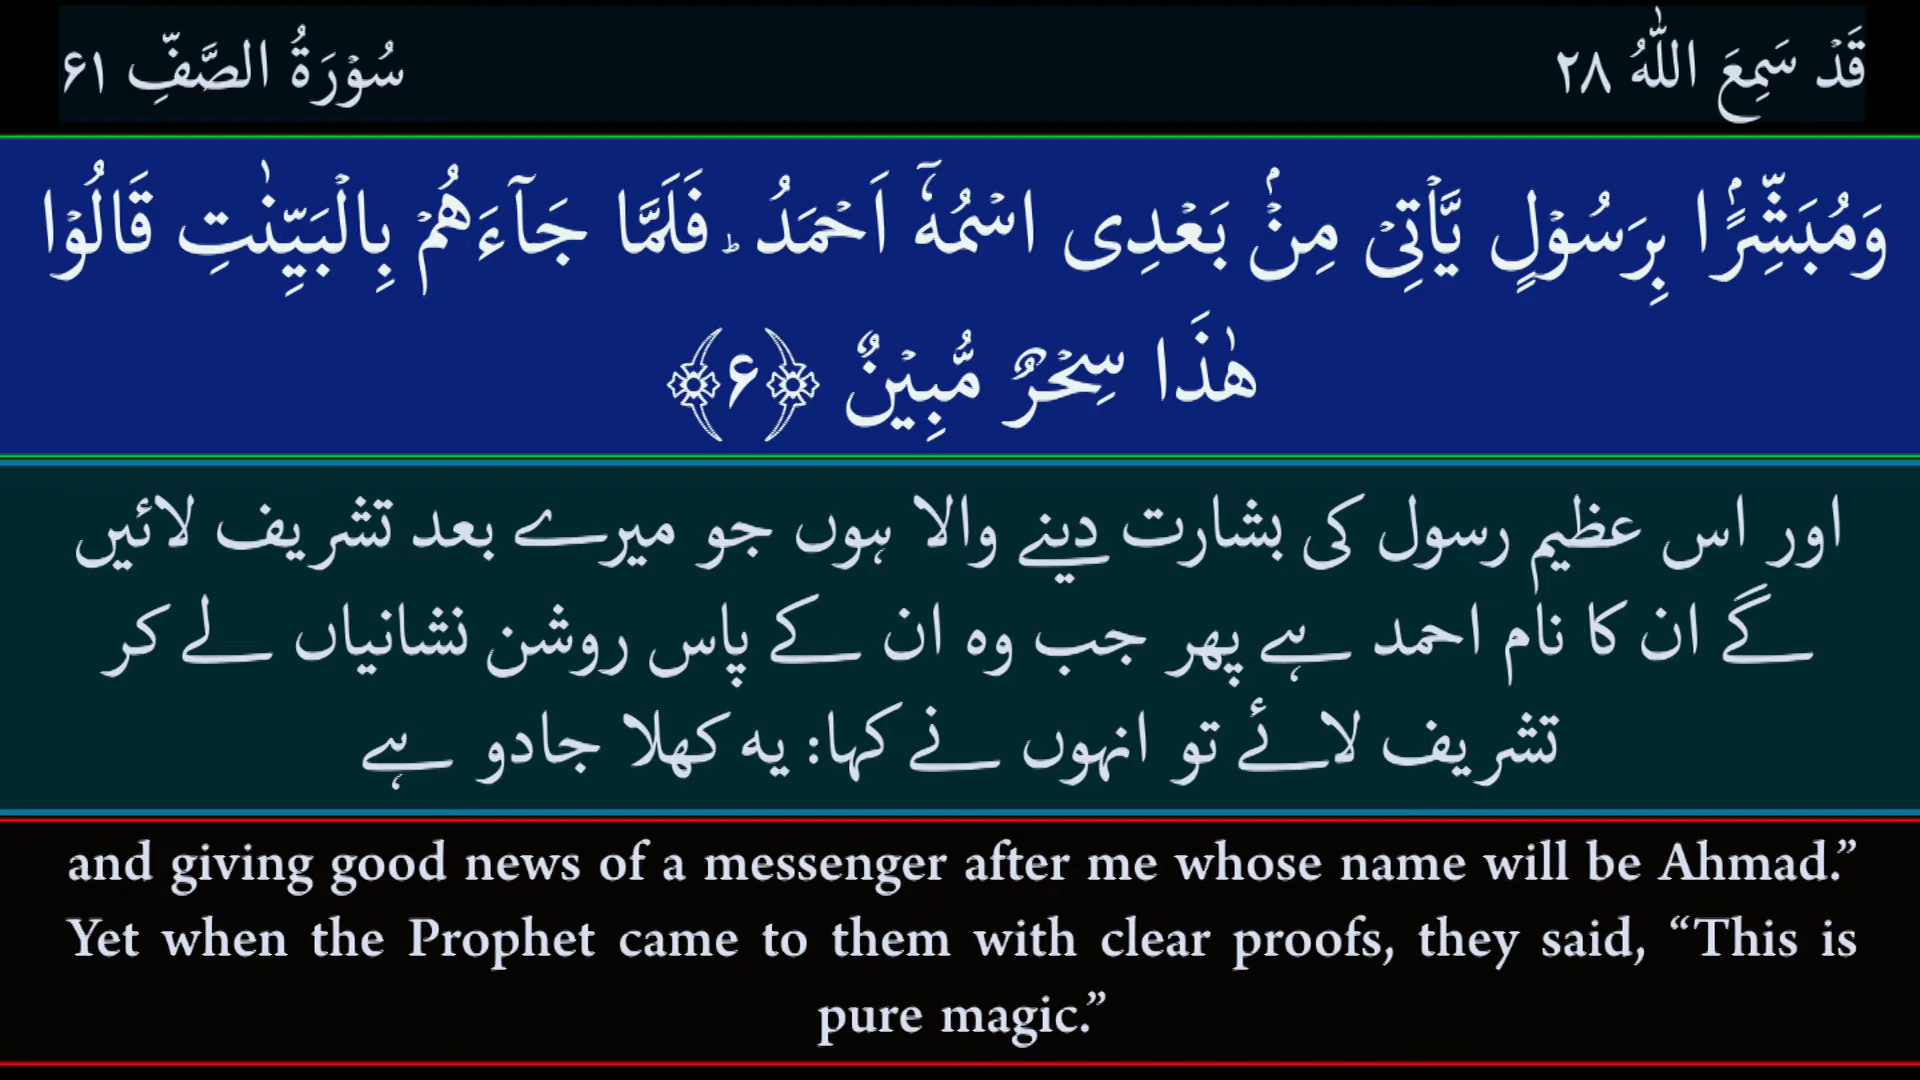 قَدْ سَمِعَ اللّٰهُ ۲۸
سُوْرَةُ الصَّفِّ ۶۱
وَمُبَشِّرًۢا بِرَسُوْلٍ یَّاْتِیْ مِنْۢ بَعْدِی اسْمُهٗۤ اَحْمَدُ ؕ فَلَمَّا جَآءَهُمْ بِالْبَیِّنٰتِ قَالُوْا
هٰذَا سِحْرٌ مُّبِیْنٌ ﴿۶﴾
اور اس عظیم رسول کی بشارت دینے والا ہوں جو میرے بعد تشریف لائیں
گے ان کا نام احمد ہے پھر جب وہ ان کے پاس روشن نشانیاں لے کر
تشریف لائے تو انہوں نے کہا: یہ کھلا جادو ہے
and giving good news of a messenger after me whose name will be Ahmad.”
Yet when the Prophet came to them with clear proofs, they said, “This is
pure magic.”